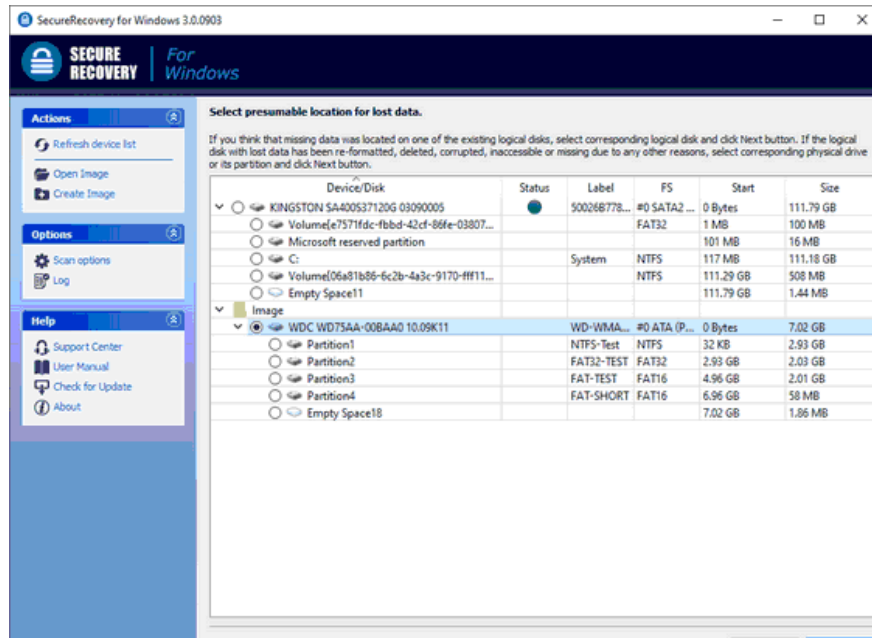 SecureRecovery for Windows 3.0.0903
SECURE
RECOVERY
For
Windows
Actions
Refresh device list
Open Image
Create Image
Options
Scan options
Log
Help
Support Center
User Manual
Check for Update
About
Select presumable location for lost data.
If you think that missing data was located on one of the existing logical disks, select corresponding logical disk and click Next button. If the logical
disk with lost data has been re-formatted, deleted, corrupted, inaccessible or missing due to any other reasons, select corresponding physical drive
or its partition and click Next button.
Device/Disk Status Label FS Start Size
KINGSTON SA400S37120G 03090005 50026B778... #0 SATA2 ... 0 Bytes 111.79 GB
Volume[e7571fdc-fbbd-42cf-86fe-03807... FAT32 1 MB 100 MB
Microsoft reserved partition 101 MB 16 MB
C: System NTFS 117 MB 111.18 GB
Volume[06a81b86-6c2b-4a3c-9170-fff11... NTFS 111.29 GB 508 MB
Empty Space11 111.79 GB 1.44 MB
Image
WDC WD75AA-00BAA0 10.09K11 WD-WMA... #0 ATA (P... 0 Bytes 7.02 GB
Partition1 NTFS-Test NTFS 32 KB 2.93 GB
Partition2 FAT32-TEST FAT32 2.93 GB 2.03 GB
Partition3 FAT-TEST FAT16 4.96 GB 2.01 GB
Partition4 FAT-SHORT FAT16 6.96 GB 58 MB
Empty Space18 7.02 GB 1.86 MB